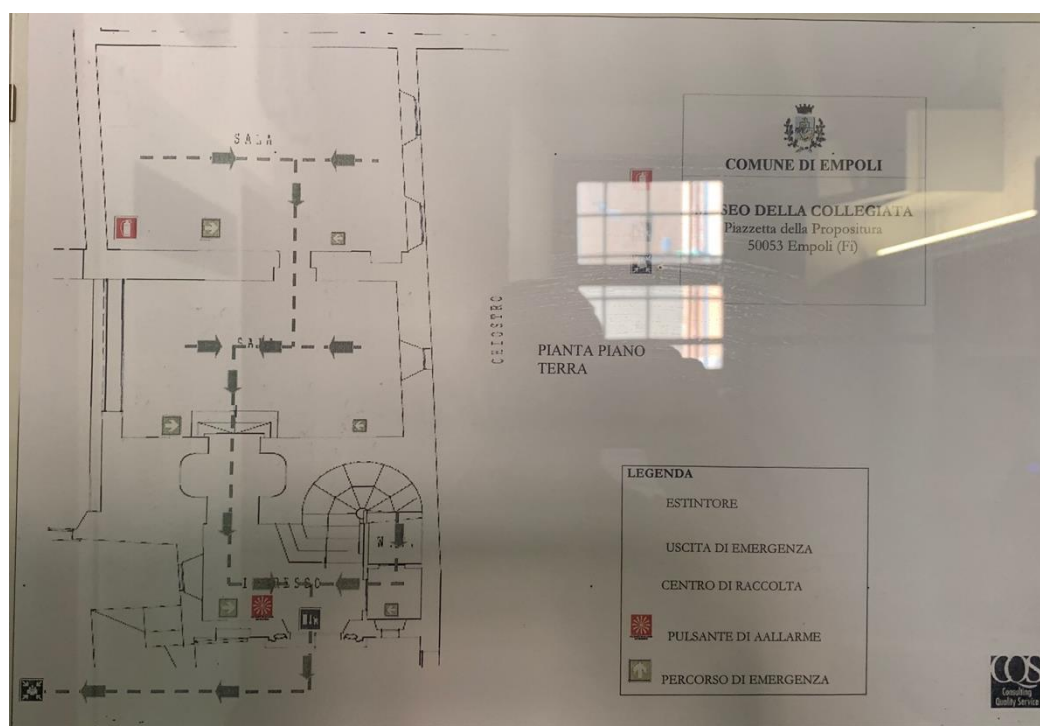 SALA
COMUNE DI EMPOLI
SEO DELLA COLLEGIATA
Piazzetta della Propositura
50053 Empoli (Fi)
CHIOSTRO
PIANTA PIANO
TERRA
LEGENDA
ESTINTORE
USCITA DI EMERGENZA
CENTRO DI RACCOLTA
PULSANTE DI AALLARME
PERCORSO DI EMERGENZA
CQS
Consulting
Quality Service